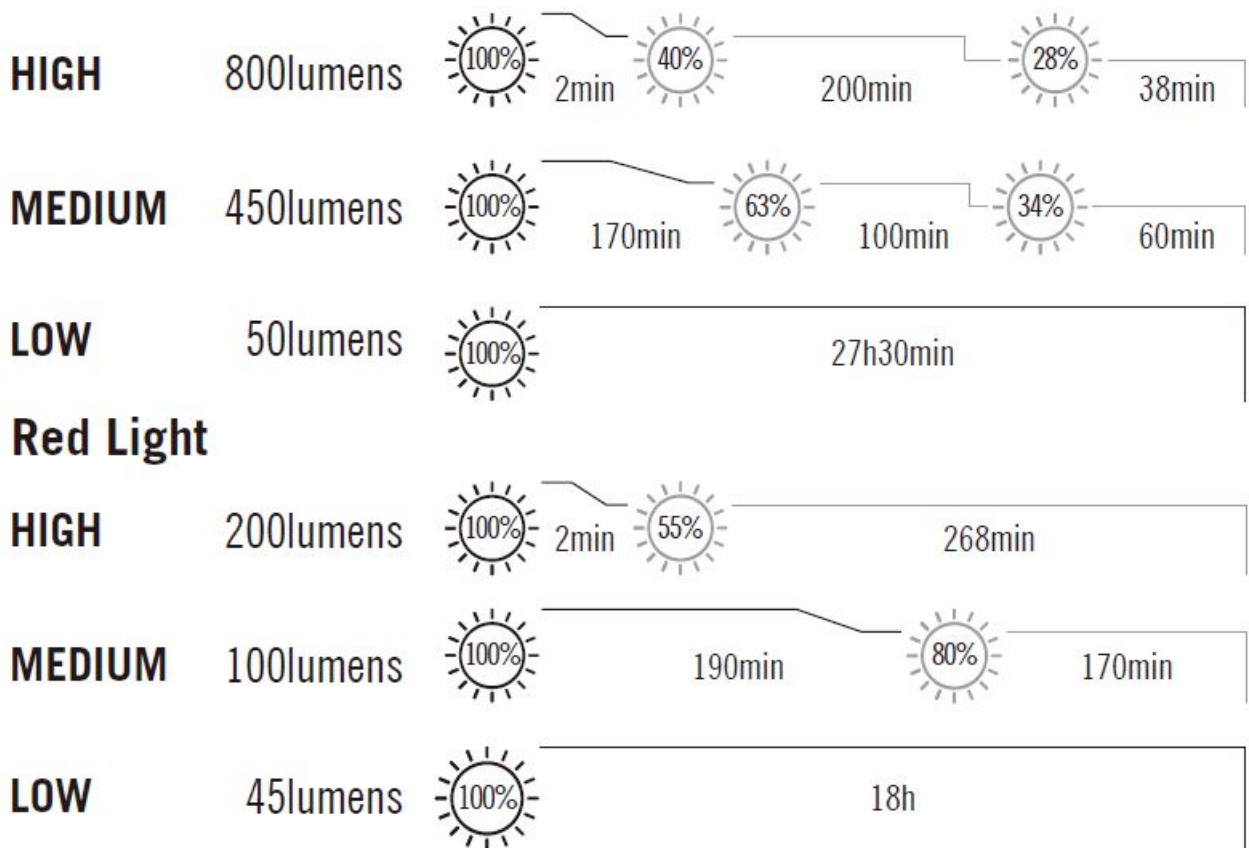 HIGH 800lumens 100% 2min 40% 200min 28% 38min
MEDIUM 450lumens 100% 170min 63% 100min 34% 60min
LOW 50lumens 100% 27h30min
Red Light
HIGH 200lumens 100% 2min 55% 268min
MEDIUM 100lumens 100% 190min 80% 170min
LOW 45lumens 100% 18h